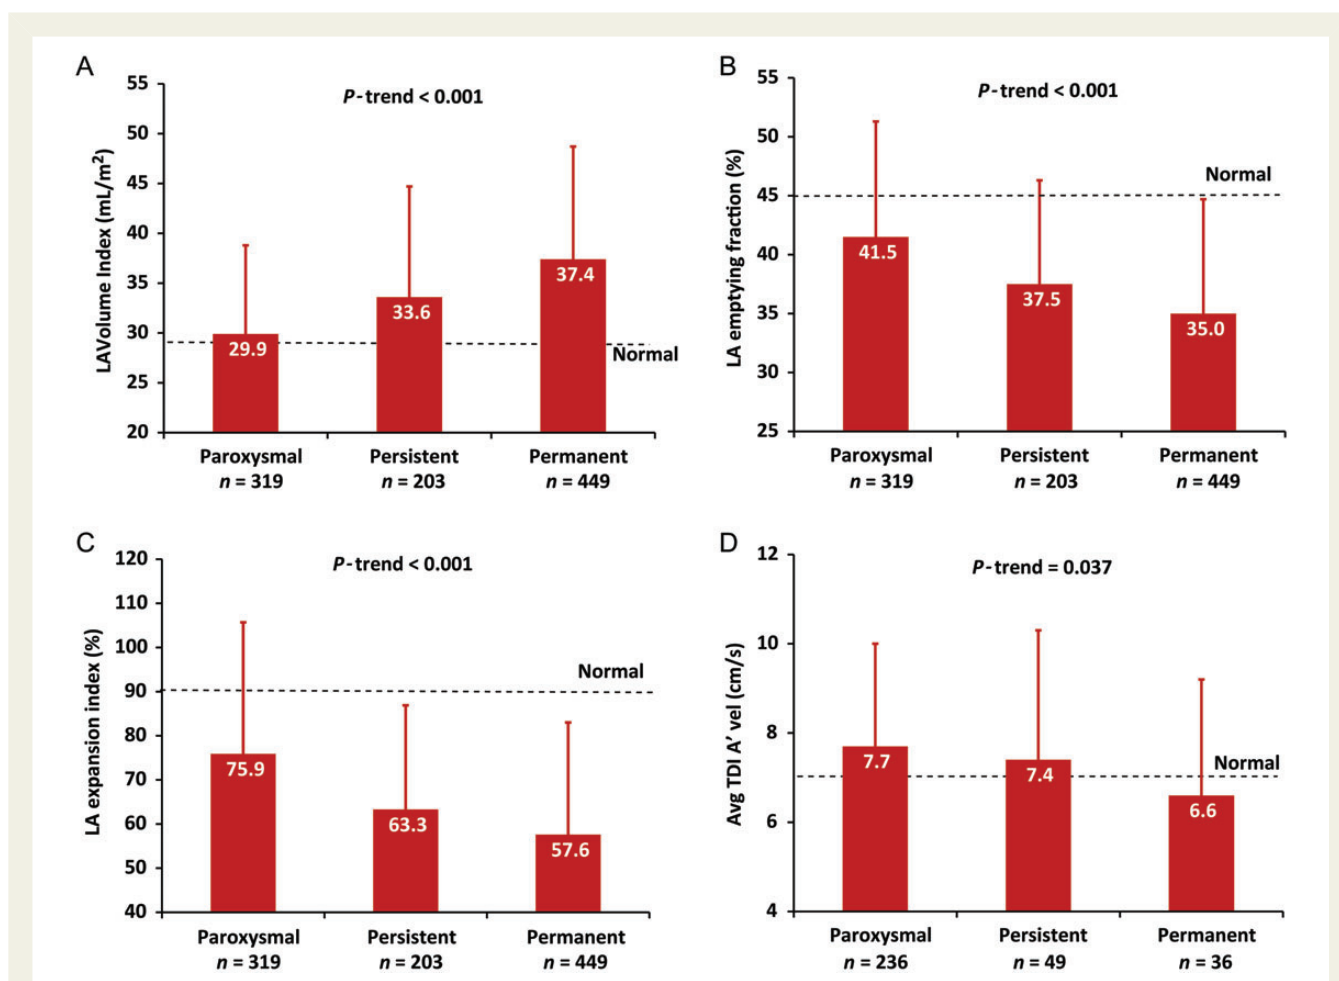 A
LAVolume Index (mL/m²)
55
50
45
40
35
30
25
20
P-trend < 0.001
29.9
33.6
37.4
Normal
Paroxysmal
n = 319
Persistent
n = 203
Permanent
n = 449
B
LA emptying fraction (%)
55
50
45
40
35
30
25
P-trend < 0.001
Normal
41.5
37.5
35.0
Paroxysmal
n = 319
Persistent
n = 203
Permanent
n = 449
C
LA expansion index (%)
120
110
100
90
80
70
60
50
40
P-trend < 0.001
Normal
75.9
63.3
57.6
Paroxysmal
n = 319
Persistent
n = 203
Permanent
n = 449
D
Avg TDI A’ vel (cm/s)
12
10
8
6
4
P-trend = 0.037
Normal
7.7
7.4
6.6
Paroxysmal
n = 236
Persistent
n = 49
Permanent
n = 36